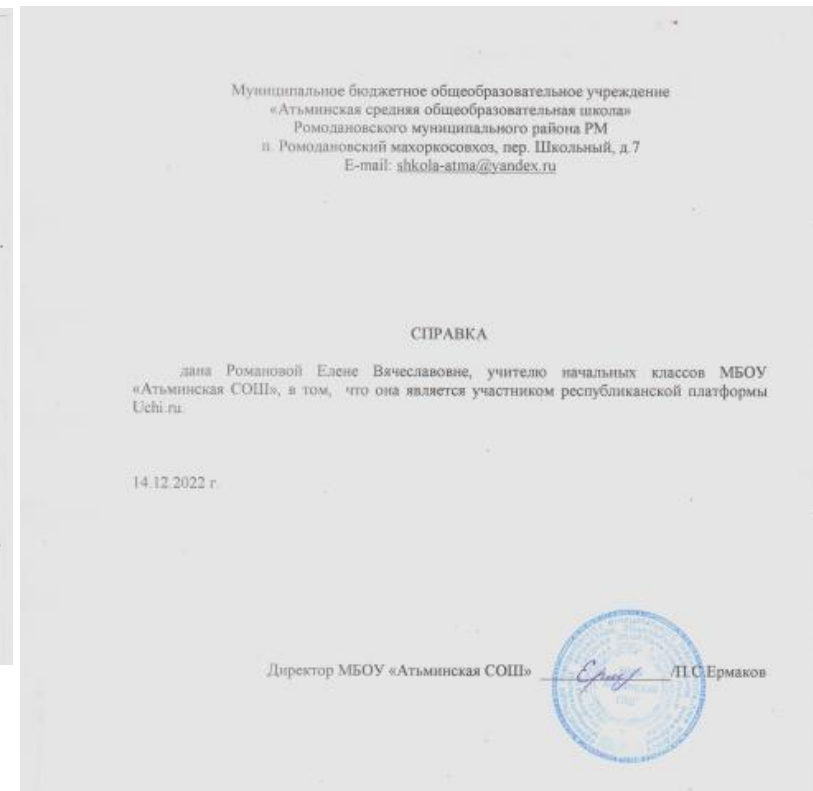 Муниципальное бюджетное общеобразовательное учреждение
«Атьминская средняя общеобразовательная школа»
Ромодановского муниципального района РМ
п. Ромодановский махоркосовхоз, пер. Школьный, д.7
E-mail: shkola-atma@yandex.ru
СПРАВКА
дана Романовой Елене Вячеславовне, учителю начальных классов МБОУ
«Атьминская СОШ», в том, что она является участником республиканской платформы
Uchi.ru.
14.12.2022 г.
Директор МБОУ «Атьминская СОШ» /П.С.Ермаков